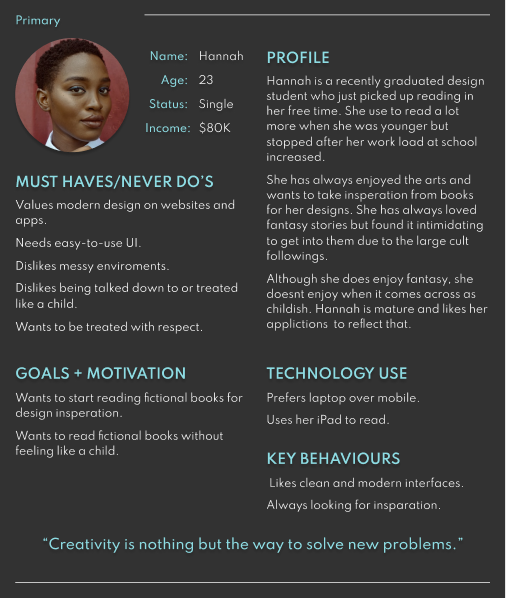 Primary
Name: Hannah
Age: 23
Status: Single
Income: $80K
MUST HAVES/NEVER DO'S
Values modern design on websites and
apps.
Needs easy-to-use UI.
Dislikes messy enviroments.
Dislikes being talked down to or treated
like a child.
Wants to be treated with respect.
GOALS + MOTIVATION
Wants to start reading fictional books for
design insperation.
Wants to read fictional books without
feeling like a child.
PROFILE
Hannah is a recently graduated design
student who just picked up reading in
her free time. She use to read a lot
more when she was younger but
stopped after her work load at school
increased.
She has always enjoyed the arts and
wants to take insperation from books
for her designs. She has always loved
fantasy stories but found it intimidating
to get into them due to the large cult
followings.
Although she does enjoy fantasy, she
doesnt enjoy when it comes across as
childish. Hannah is mature and likes her
applictions to reflect that.
TECHNOLOGY USE
Prefers laptop over mobile.
Uses her iPad to read.
KEY BEHAVIOURS
Likes clean and modern interfaces.
Always looking for insparation.
“Creativity is nothing but the way to solve new problems.”